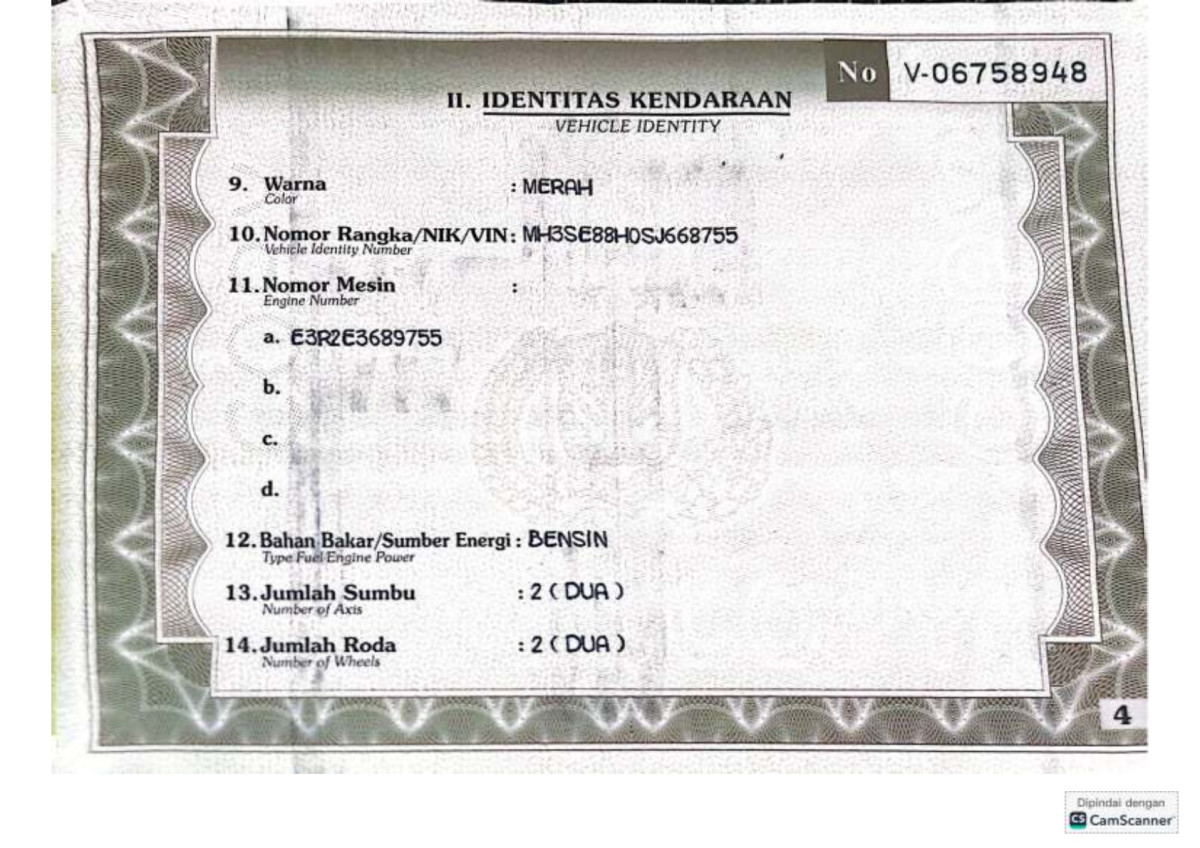 No V-06758948
II. IDENTITAS KENDARAAN
VEHICLE IDENTITY
9. Warna : MERAH
Color
10. Nomor Rangka/NIK/VIN : MH3SE88H0SJ668755
Vehicle Identity Number
11. Nomor Mesin :
Engine Number
a. E3R2E3689755
b.
c.
d.
12. Bahan Bakar/Sumber Energi : BENSIN
Type Fuel Engine Power
13. Jumlah Sumbu : 2 ( DUA )
Number of Axis
14. Jumlah Roda : 2 ( DUA )
Number of Wheels
4
Dipindai dengan
CS CamScanner